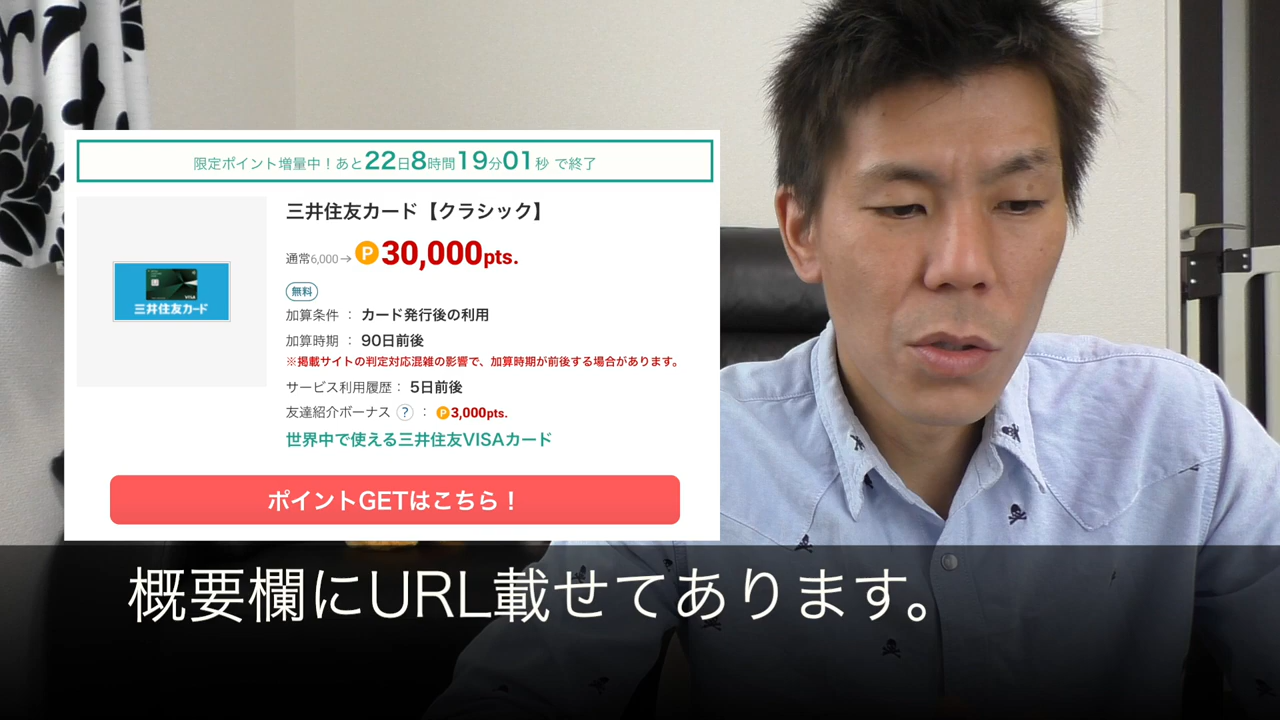 限定ポイント増量中！あと22日8時間19分01秒 で終了
三井住友カード【クラシック】
通常6,000→ P 30,000pts.
無料
加算条件 ： カード発行後の利用
加算時期 ： 90日前後
※掲載サイトの判定対応混雑の影響で、加算時期が前後する場合があります。
サービス利用履歴： 5日前後
友達紹介ボーナス ? ： P 3,000pts.
世界中で使える三井住友VISAカード
三井住友カード
ポイントGETはこちら！
概要欄にURL載せてあります。